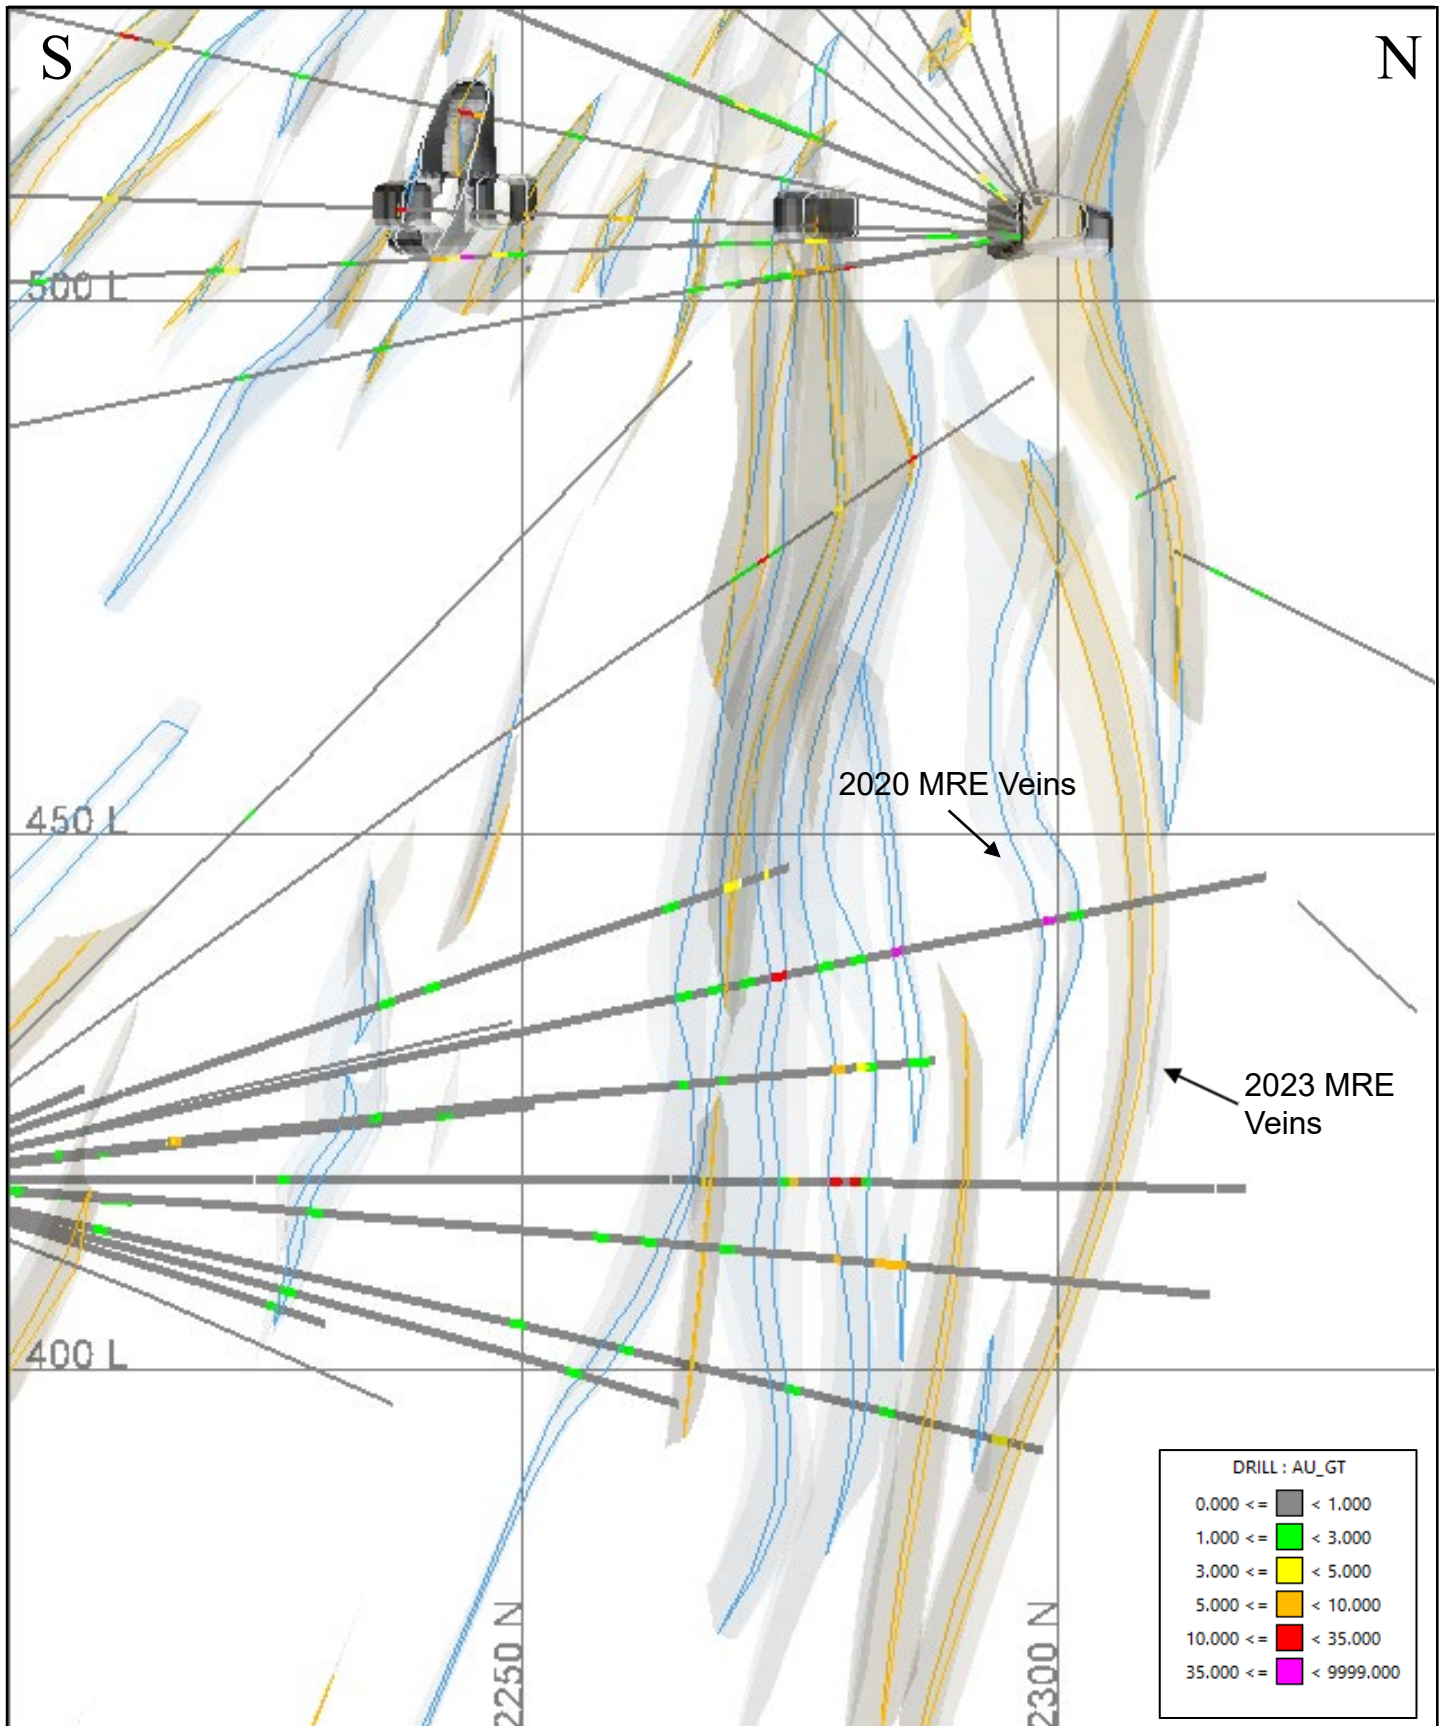 S
N
500 L
2020 MRE Veins
450 L
2023 MRE
Veins
400 L
2250 N
2300 N
DRILL : AU_GT
0.000 <= < 1.000
1.000 <= < 3.000
3.000 <= < 5.000
5.000 <= < 10.000
10.000 <= < 35.000
35.000 <= < 9999.000